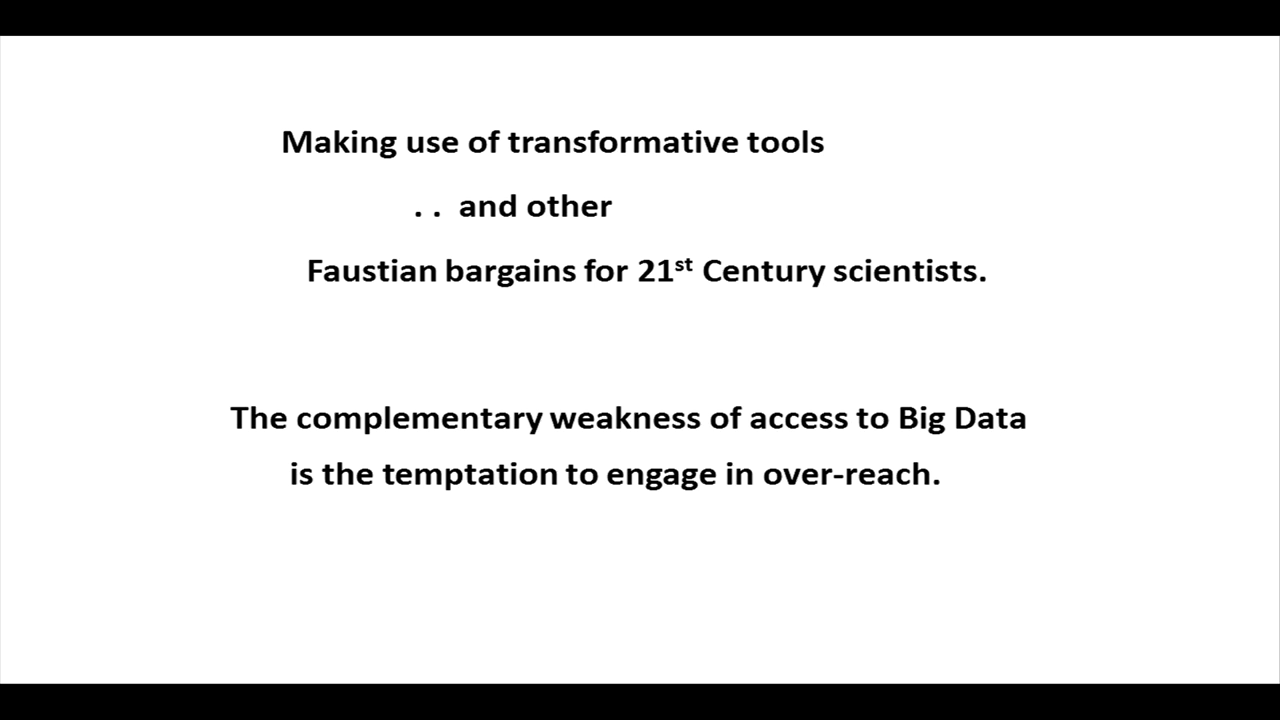 Making use of transformative tools
. . and other
Faustian bargains for 21st Century scientists.
The complementary weakness of access to Big Data
is the temptation to engage in over-reach.